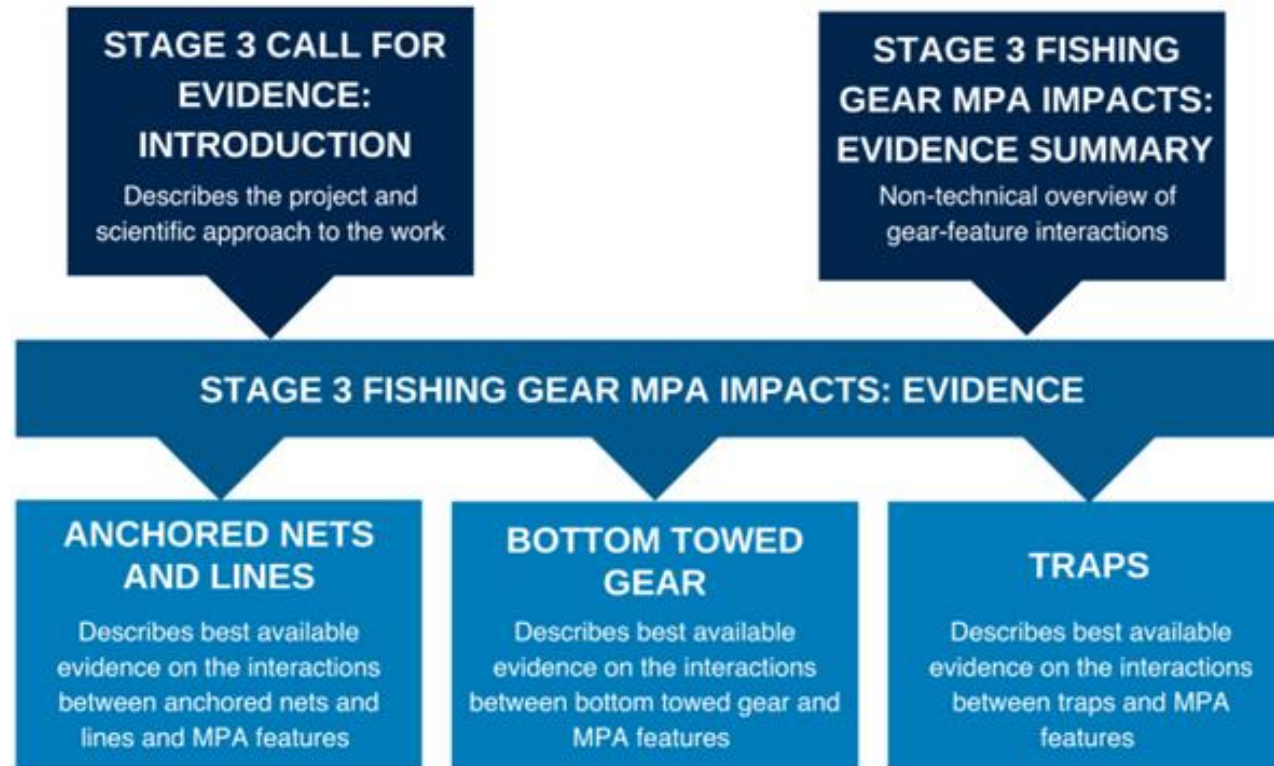 STAGE 3 CALL FOR
EVIDENCE:
INTRODUCTION
Describes the project and
scientific approach to the work
STAGE 3 FISHING
GEAR MPA IMPACTS:
EVIDENCE SUMMARY
Non-technical overview of
gear-feature interactions
STAGE 3 FISHING GEAR MPA IMPACTS: EVIDENCE
ANCHORED NETS
AND LINES
Describes best available
evidence on the interactions
between anchored nets and
lines and MPA features
BOTTOM TOWED
GEAR
Describes best available
evidence on the interactions
between bottom towed gear and
MPA features
TRAPS
Describes best available
evidence on the interactions
between traps and MPA
features